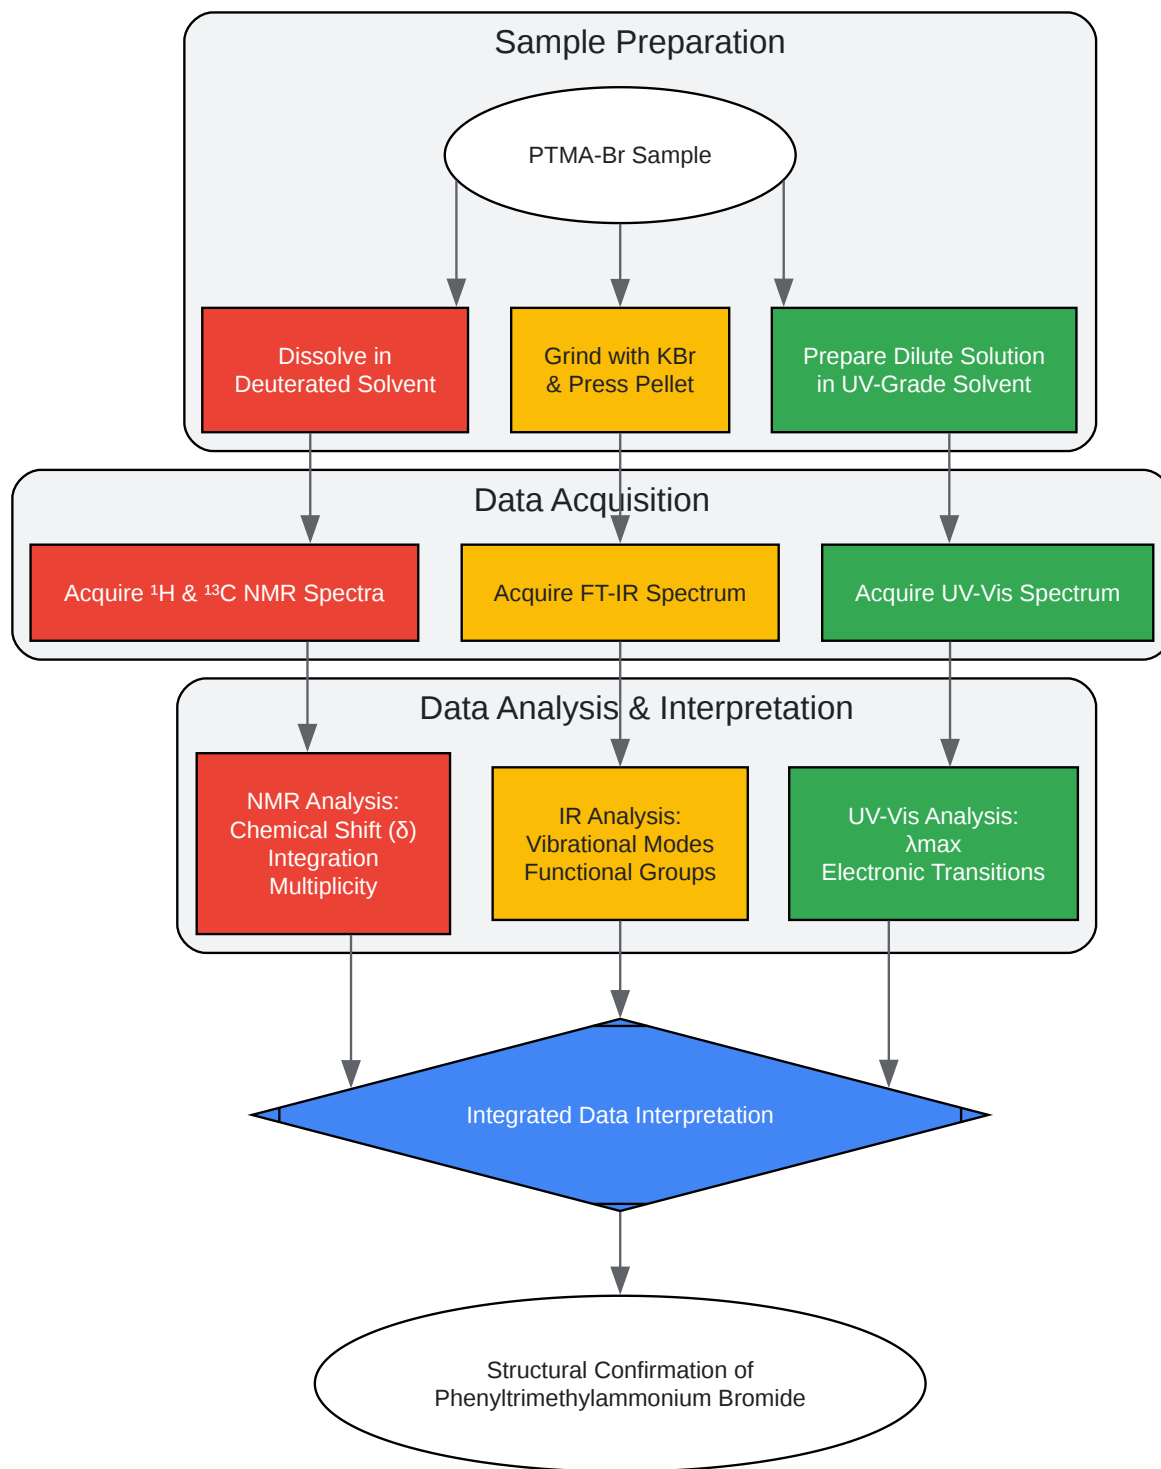 Sample Preparation
PTMA-Br Sample
Dissolve in
Deuterated Solvent
Grind with KBr
& Press Pellet
Prepare Dilute Solution
in UV-Grade Solvent
Data Acquisition
Acquire ¹H & ¹³C NMR Spectra
Acquire FT-IR Spectrum
Acquire UV-Vis Spectrum
Data Analysis & Interpretation
NMR Analysis:
Chemical Shift (δ)
Integration
Multiplicity
IR Analysis:
Vibrational Modes
Functional Groups
UV-Vis Analysis:
λmax
Electronic Transitions
Integrated Data Interpretation
Structural Confirmation of
Phenyltrimethylammonium Bromide